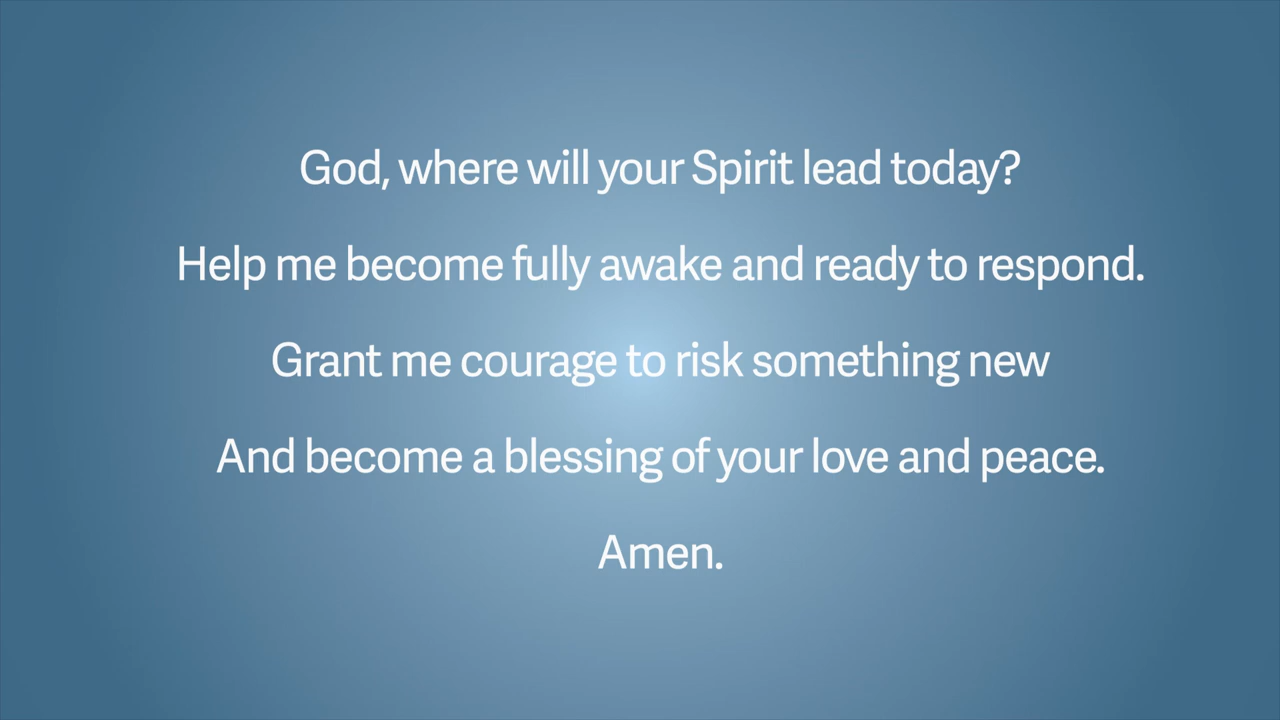 God, where will your Spirit lead today?
Help me become fully awake and ready to respond.
Grant me courage to risk something new
And become a blessing of your love and peace.
Amen.